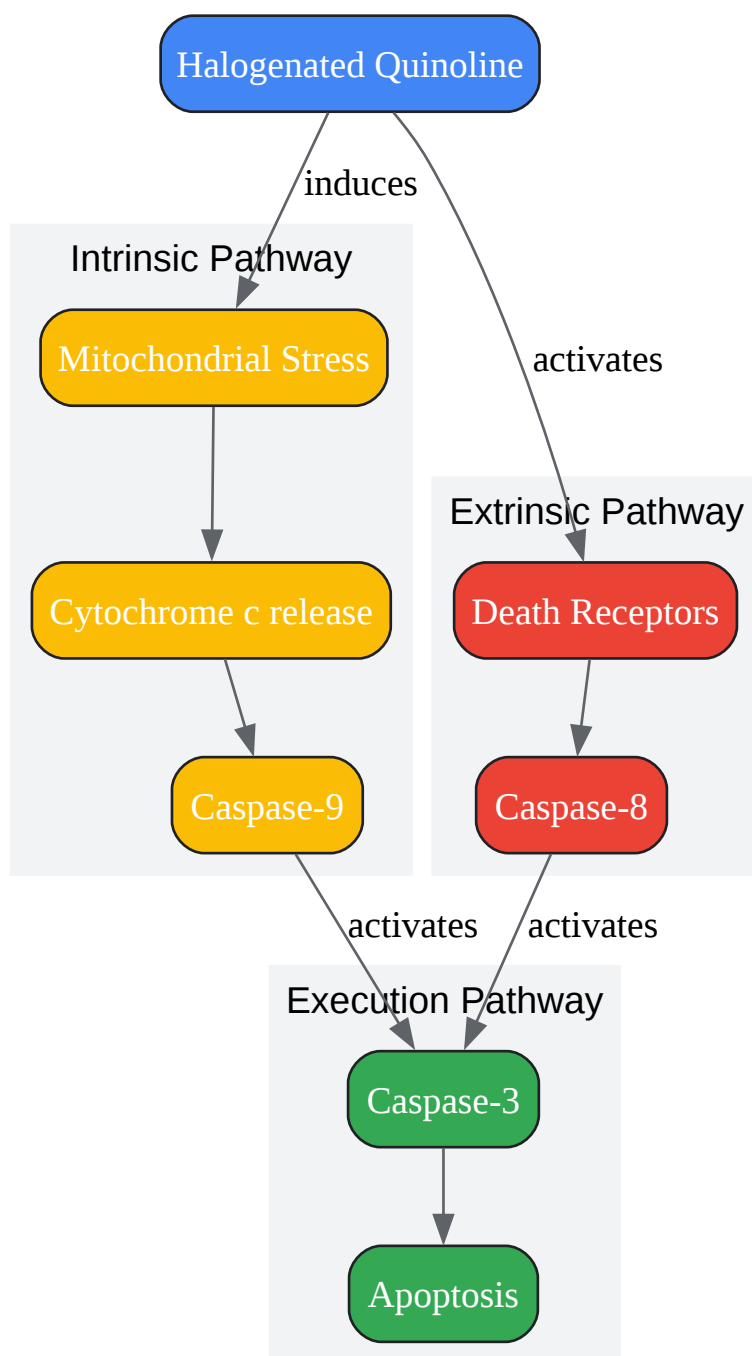 Halogenated Quinoline
induces
Intrinsic Pathway
Mitochondrial Stress
activates
Extrinsic Pathway
Cytochrome c release
Death Receptors
Caspase-9
Caspase-8
activates
activates
Execution Pathway
Caspase-3
Apoptosis